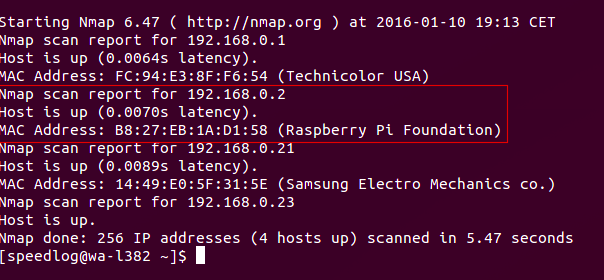 Starting Nmap 6.47 ( http://nmap.org ) at 2016-01-10 19:13 CET
Nmap scan report for 192.168.0.1
Host is up (0.0064s latency).
MAC Address: FC:94:E3:8F:F6:54 (Technicolor USA)
Nmap scan report for 192.168.0.2
Host is up (0.0070s latency).
MAC Address: B8:27:EB:1A:D1:58 (Raspberry Pi Foundation)
Nmap scan report for 192.168.0.21
Host is up (0.0089s latency).
MAC Address: 14:49:E0:5F:31:5E (Samsung Electro Mechanics co.)
Nmap scan report for 192.168.0.23
Host is up.
Nmap done: 256 IP addresses (4 hosts up) scanned in 5.47 seconds
[speedlog@wa-l382 ~]$